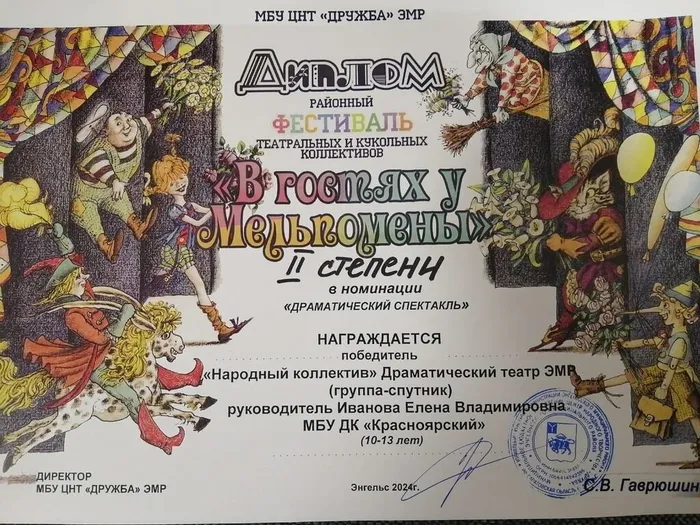 МБУ ЦНТ «ДРУЖБА» ЭМР
ДИПЛОМ
РАЙОННЫЙ
ФЕСТИВАЛЬ
ТЕАТРАЛЬНЫХ И КУКОЛЬНЫХ
КОЛЛЕКТИВОВ
«В гостях у
Мельпомены»
II степени
в номинации
«ДРАМАТИЧЕСКИЙ СПЕКТАКЛЬ»
НАГРАЖДАЕТСЯ
победитель
«Народный коллектив» Драматический театр ЭМР
(группа-спутник)
руководитель Иванова Елена Владимировна
МБУ ДК «Красноярский»
(10-13 лет)
ДИРЕКТОР
МБУ ЦНТ «ДРУЖБА» ЭМР
Энгельс 2024г.
С.В. Гаврюшин